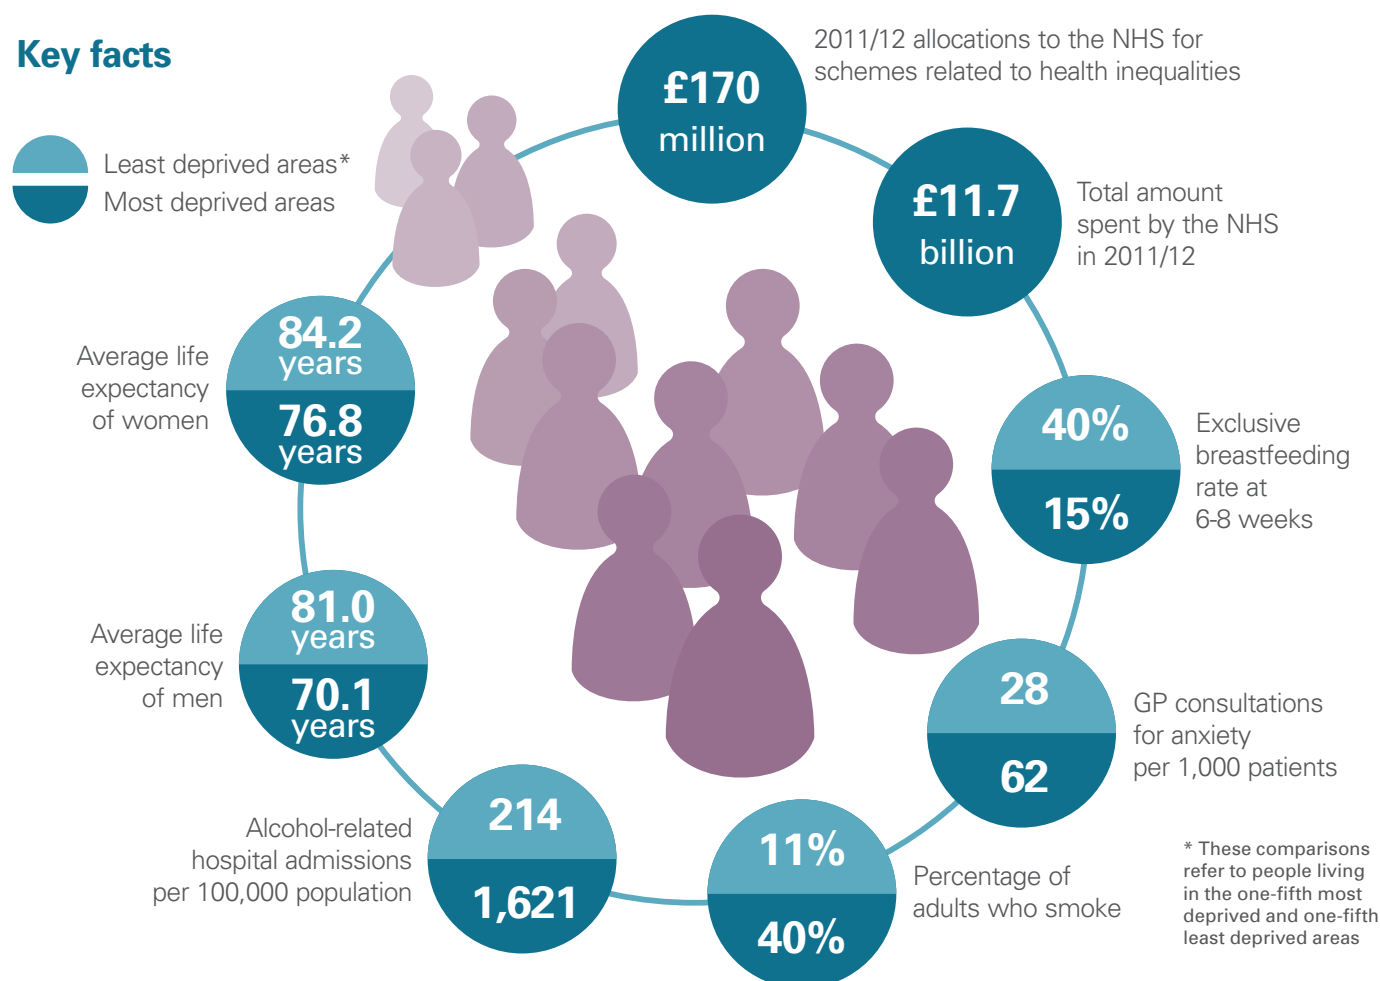 Key facts
Least deprived areas*
Most deprived areas
£170
million
2011/12 allocations to the NHS for
schemes related to health inequalities
£11.7
billion
Total amount
spent by the NHS
in 2011/12
40%
15%
Exclusive
breastfeeding
rate at
6-8 weeks
28
62
GP consultations
for anxiety
per 1,000 patients
11%
40%
Percentage of
adults who smoke
214
1,621
Alcohol-related
hospital admissions
per 100,000 population
81.0
years
70.1
years
Average life
expectancy
of men
84.2
years
76.8
years
Average life
expectancy
of women
* These comparisons
refer to people living
in the one-fifth most
deprived and one-fifth
least deprived areas